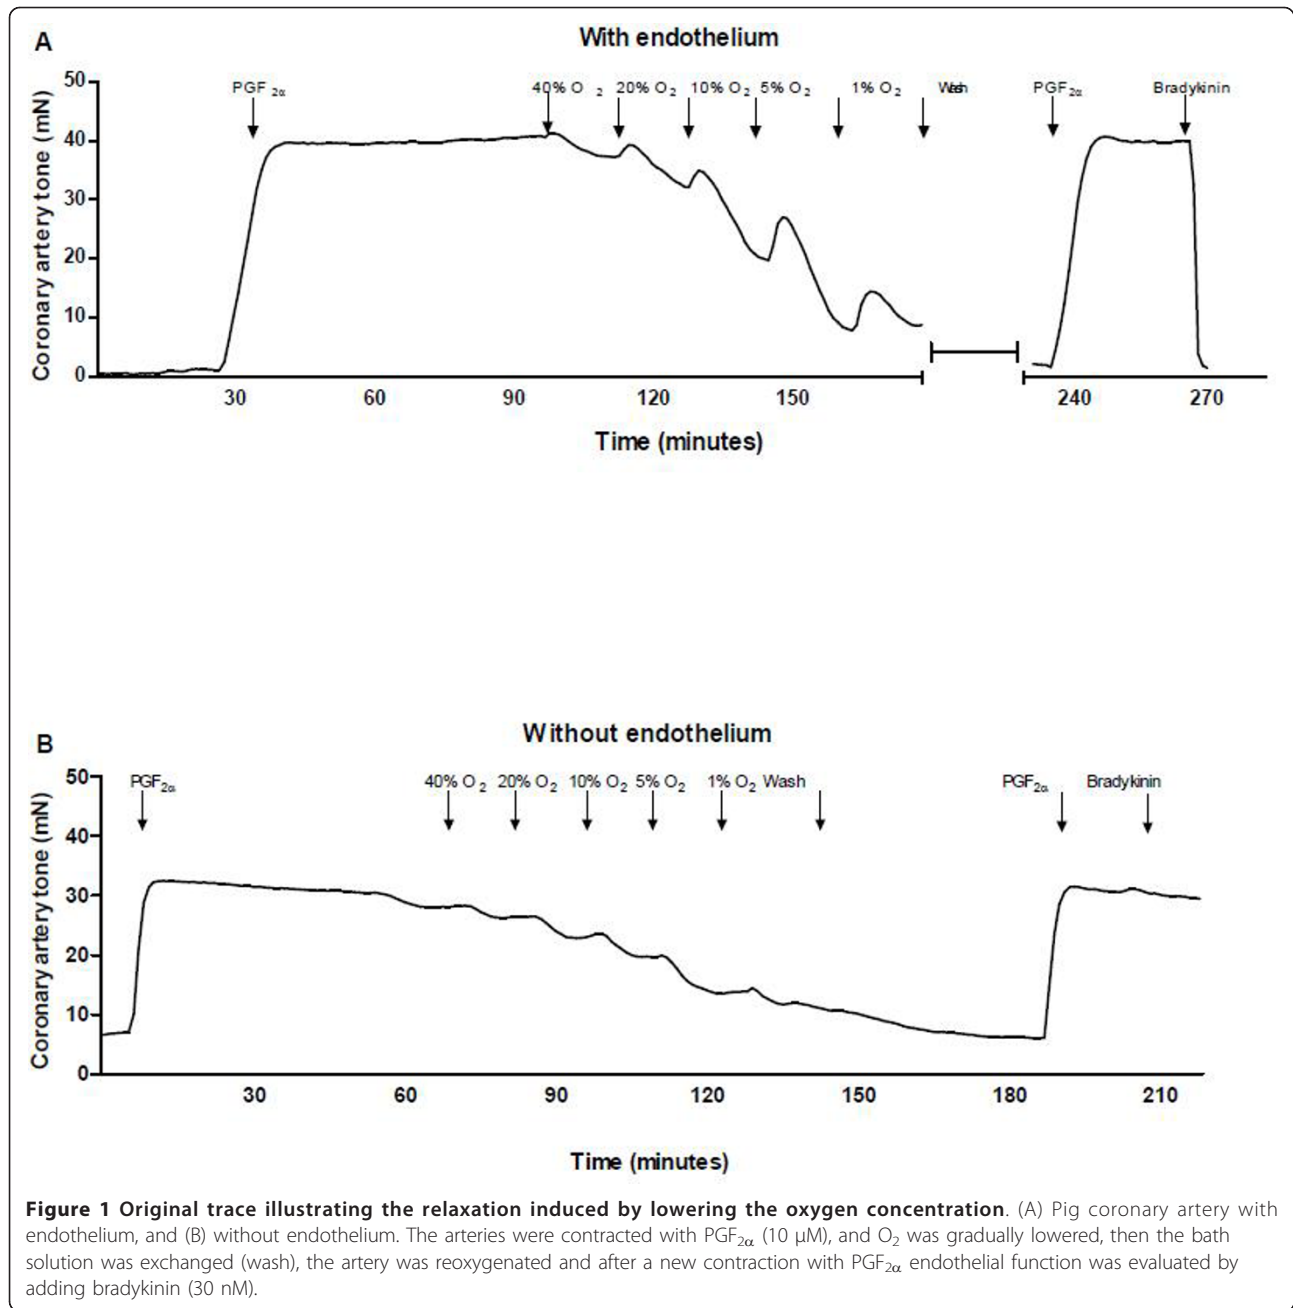 A
With endothelium
PGF2α 40% O2 20% O2 10% O2 5% O2 1% O2 PGF2α Bradykinin
Coronary artery tone (mN)
50
40
30
20
10
0
30 60 90 120 150 240 270
Time (minutes)
B
Without endothelium
PGF2α 40% O2 20% O2 10% O2 5% O2 1% O2 Wash PGF2α Bradykinin
Coronary artery tone (mN)
50
40
30
20
10
0
30 60 90 120 150 180 210
Time (minutes)
Figure 1 Original trace illustrating the relaxation induced by lowering the oxygen concentration. (A) Pig coronary artery with
endothelium, and (B) without endothelium. The arteries were contracted with PGF2α (10 μM), and O2 was gradually lowered, then the bath
solution was exchanged (wash), the artery was reoxygenated and after a new contraction with PGF2α endothelial function was evaluated by
adding bradykinin (30 nM).